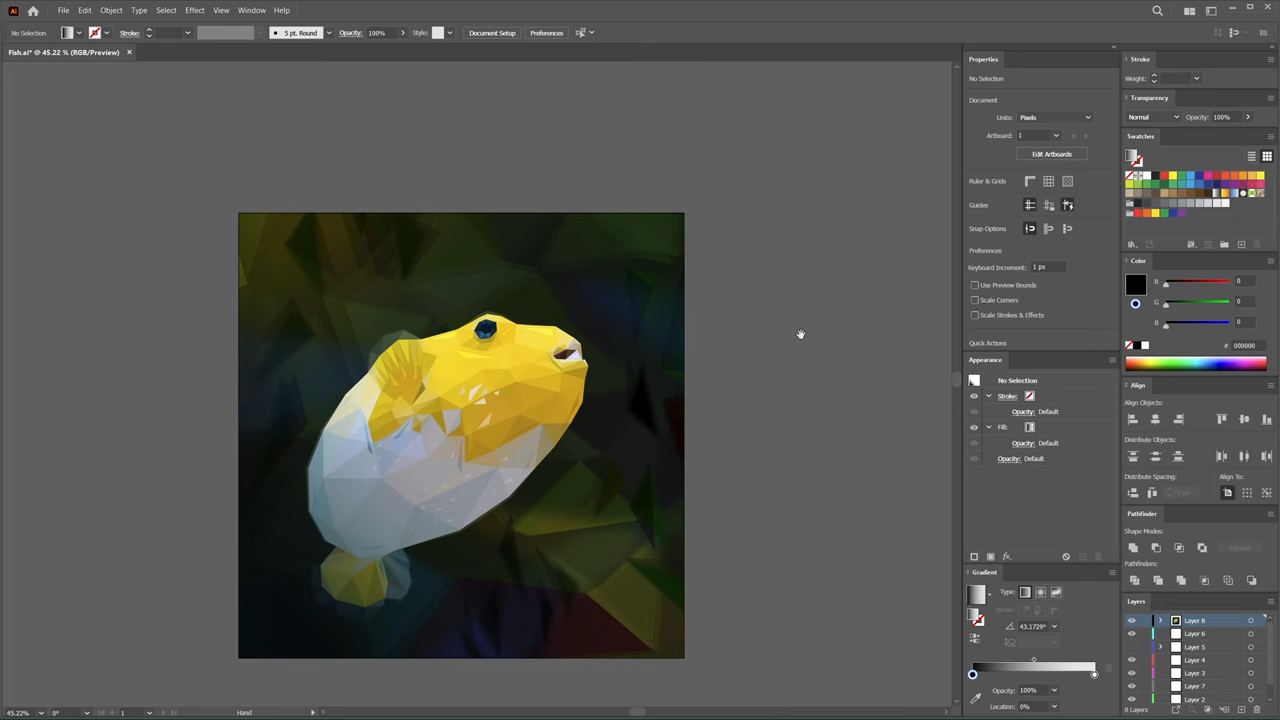 Ai File Edit Object Type Select Effect View Window Help
No Selection Stroke: 5 pt. Round Opacity: 100% Style: Document Setup Preferences
Fish.ai* @ 45.22 % (RGB/Preview) ×
Properties
No Selection
Document
Units: Pixels
Artboard: 1
Edit Artboards
Ruler & Grids
Guides
Snap Options
Preferences
Keyboard Increment: 1 px
Use Preview Bounds
Scale Corners
Scale Strokes & Effects
Quick Actions
Appearance
No Selection
Stroke:
Opacity: Default
Fill:
Opacity: Default
Opacity: Default
fx
Gradient
Type:
Stroke:
43.1729°
Opacity: 100%
Location: 0%
Stroke
Weight:
Transparency
Normal Opacity: 100%
Swatches
Color
R 0
G 0
B 0
# 000000
Align
Align Objects:
Distribute Objects:
Distribute Spacing: Align To:
Pathfinder
Shape Modes:
Expand
Pathfinders:
Layers
Layer 8
Layer 6
Layer 5
Layer 4
Layer 3
Layer 7
Layer 2
8 Layers
45.22% 0° 1 Hand